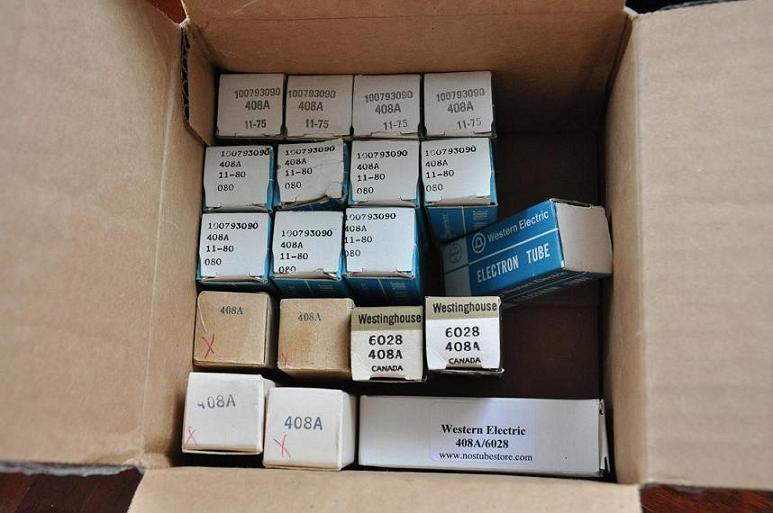 100793090
408A
11-75
100793090
408A
11-75
100793090
408A
11-75
100793090
408A
11-75
100793090
408A
11-80
080
100793090
408A
11-80
080
100793090
408A
11-80
080
100793090
408A
11-80
080
100793090
408A
11-80
080
100793090
408A
11-80
080
100793090
408A
11-80
080
Western Electric
ELECTRON TUBE
408A
X
408A
Westinghouse
6028
408A
CANADA
Westinghouse
6028
408A
CANADA
408A
X
408A
X
Western Electric
408A/6028
www.nostubestore.com